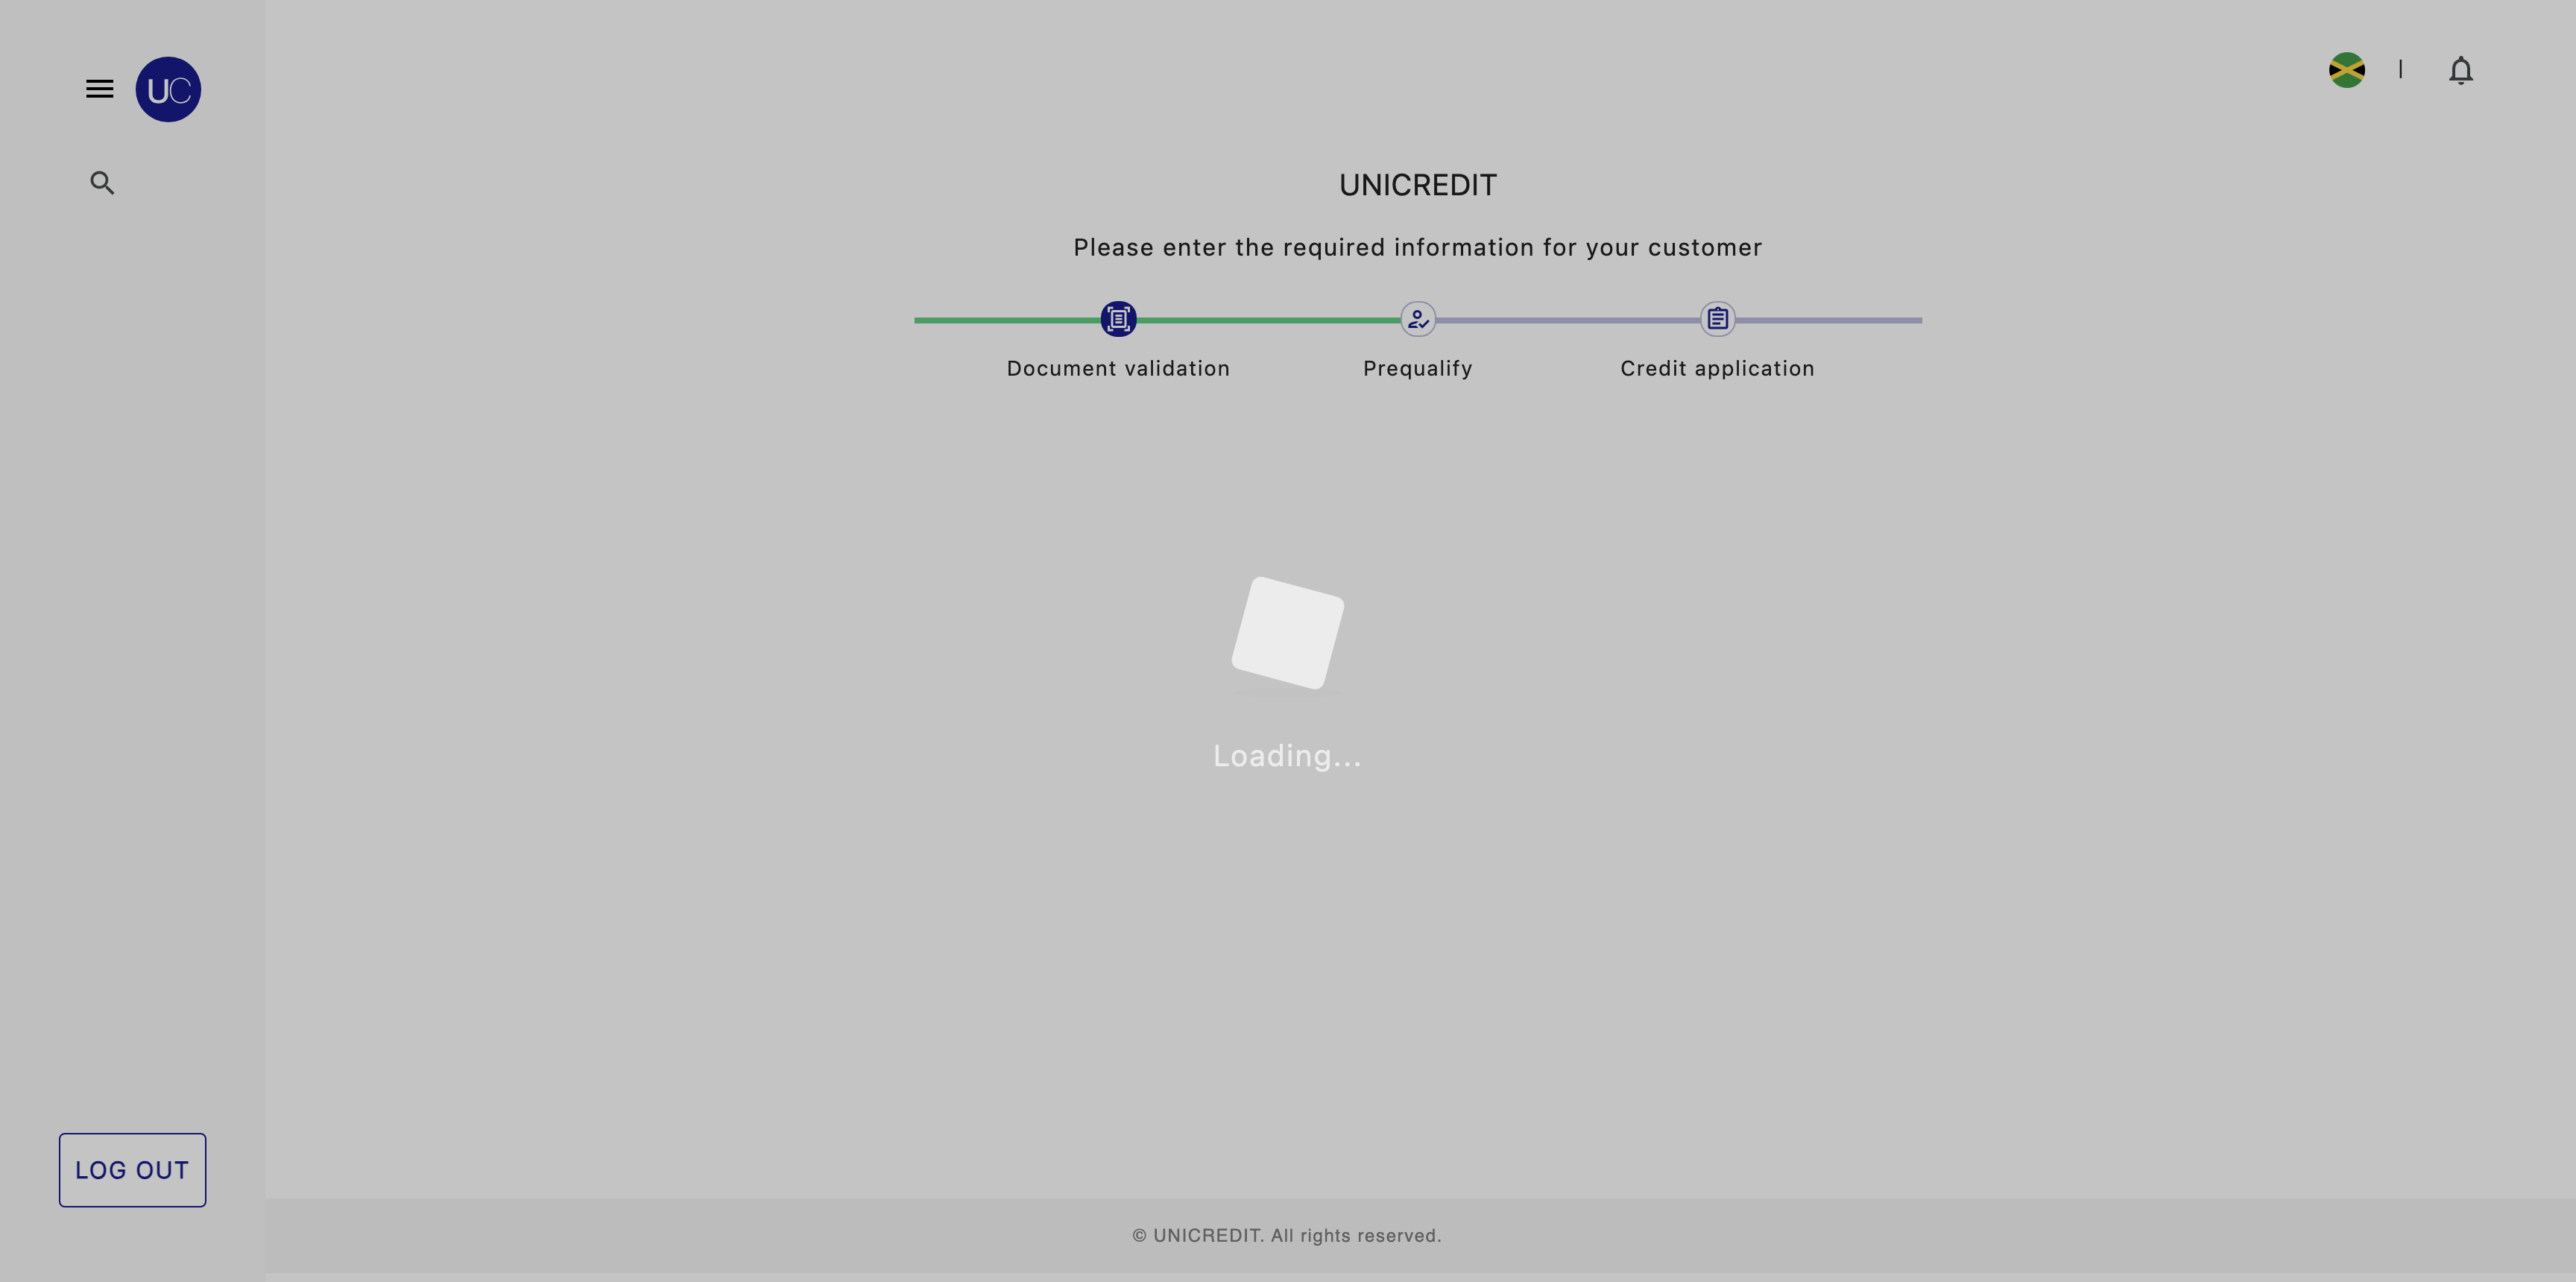 UC
UNICREDIT
Please enter the required information for your customer
Document validation
Prequalify
Credit application
Loading...
LOG OUT
© UNICREDIT. All rights reserved.